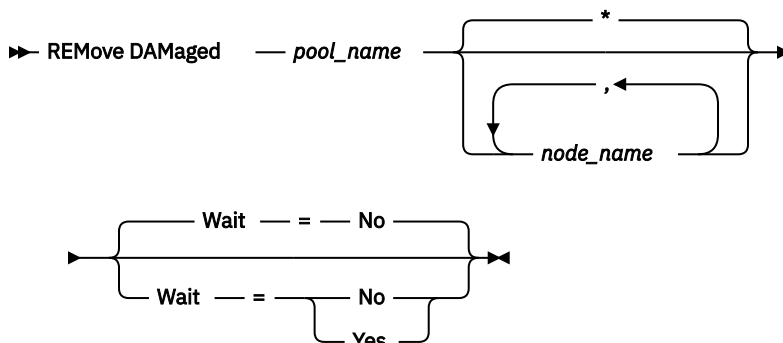 *
REMove DAMaged pool_name
,
node_name
Wait = No
Wait = No
Yes